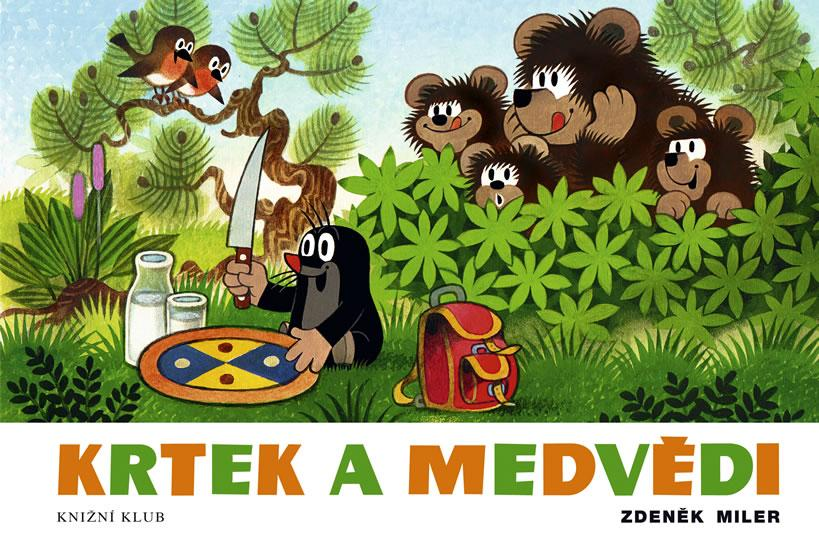 KRTEK A MEDVĚDI
KNIŽNÍ KLUB
ZDENĚK MILER